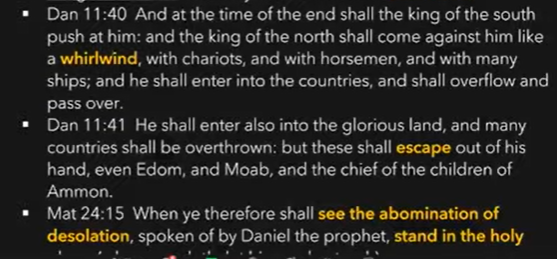 ▪ Dan 11:40 And at the time of the end shall the king of the south
push at him: and the king of the north shall come against him like
a whirlwind, with chariots, and with horsemen, and with many
ships; and he shall enter into the countries, and shall overflow and
pass over.
▪ Dan 11:41 He shall enter also into the glorious land, and many
countries shall be overthrown: but these shall escape out of his
hand, even Edom, and Moab, and the chief of the children of
Ammon.
▪ Mat 24:15 When ye therefore shall see the abomination of
desolation, spoken of by Daniel the prophet, stand in the holy